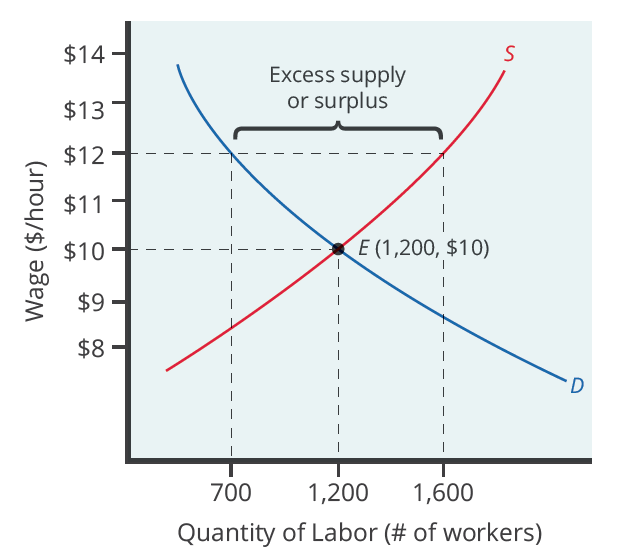 S
$14
Excess supply
or surplus
$13
$12
$11
$10
E (1,200, $10)
$9
$8
D
Wage ($/hour)
700
1,200
1,600
Quantity of Labor (# of workers)